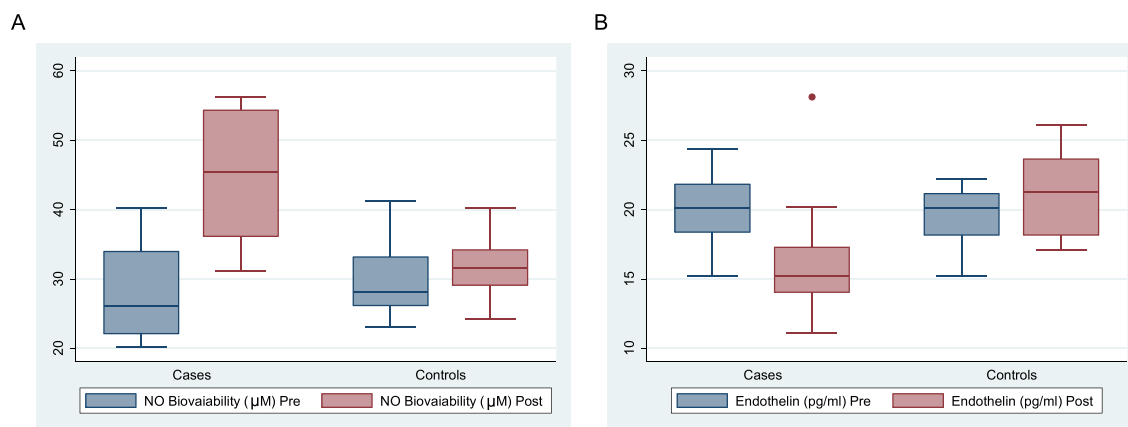 A
60
50
40
30
20
Cases
Controls
NO Biovaiability (μM) Pre
NO Biovaiability (μM) Post
B
30
25
20
15
10
Cases
Controls
Endothelin (pg/ml) Pre
Endothelin (pg/ml) Post